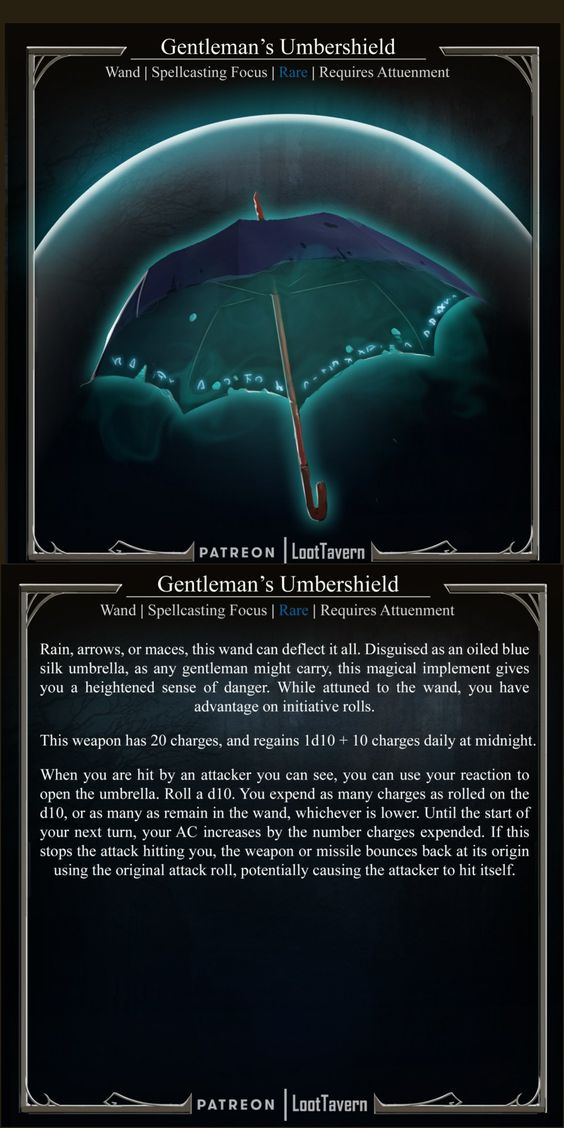 Gentleman's Umbershield
Wand | Spellcasting Focus | Rare | Requires Attuenment
PATREON | LootTavern
Gentleman's Umbershield
Wand | Spellcasting Focus | Rare | Requires Attuenment
Rain, arrows, or maces, this wand can deflect it all. Disguised as an oiled blue
silk umbrella, as any gentleman might carry, this magical implement gives
you a heightened sense of danger. While attuned to the wand, you have
advantage on initiative rolls.
This weapon has 20 charges, and regains 1d10 + 10 charges daily at midnight.
When you are hit by an attacker you can see, you can use your reaction to
open the umbrella. Roll a d10. You expend as many charges as rolled on the
d10, or as many as remain in the wand, whichever is lower. Until the start of
your next turn, your AC increases by the number charges expended. If this
stops the attack hitting you, the weapon or missile bounces back at its origin
using the original attack roll, potentially causing the attacker to hit itself.
PATREON | LootTavern